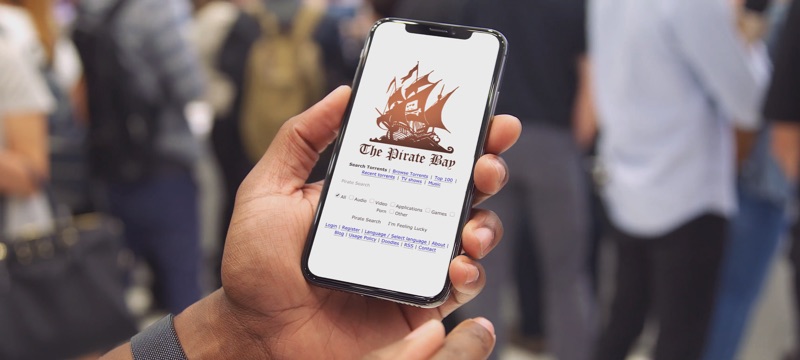 The Pirate Bay
Search Torrents | Browse Torrents | Top 100 |
Recent torrents | TV shows | Music
Pirate Search
All Audio Video Applications Games
Porn Other
Pirate Search I'm Feeling Lucky
Login | Register | Language / Select language | About |
Blog | Usage Policy | Doodles | RSS | Contact